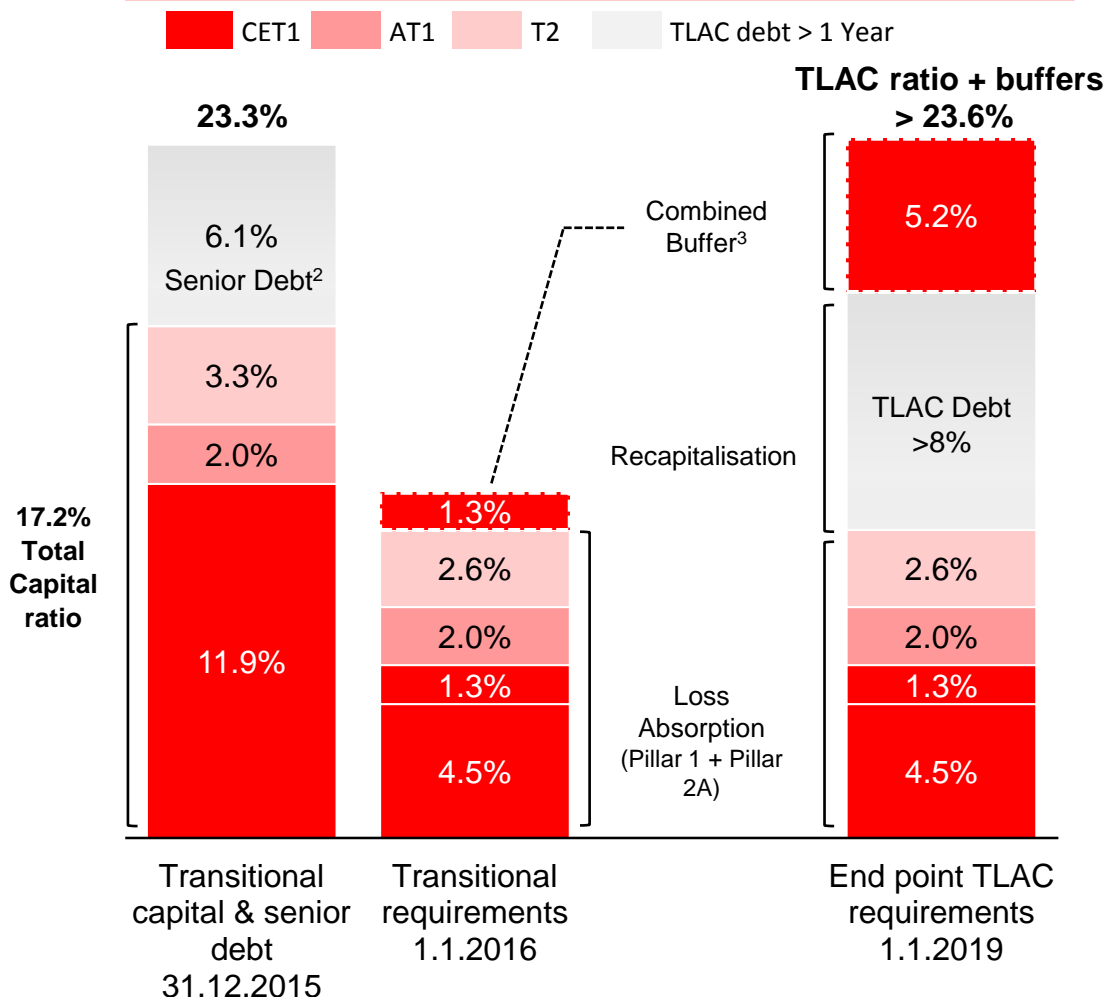 CET1
AT1
T2
TLAC debt > 1 Year
23.3%
6.1%
Senior Debt2
3.3%
2.0%
11.9%
17.2%
Total
Capital
ratio
1.3%
2.6%
2.0%
1.3%
4.5%
Combined
Buffer3
Recapitalisation
Loss
Absorption
(Pillar 1 + Pillar
2A)
TLAC ratio + buffers
> 23.6%
5.2%
TLAC Debt
>8%
2.6%
2.0%
1.3%
4.5%
Transitional
capital & senior
debt
31.12.2015
Transitional
requirements
1.1.2016
End point TLAC
requirements
1.1.2019